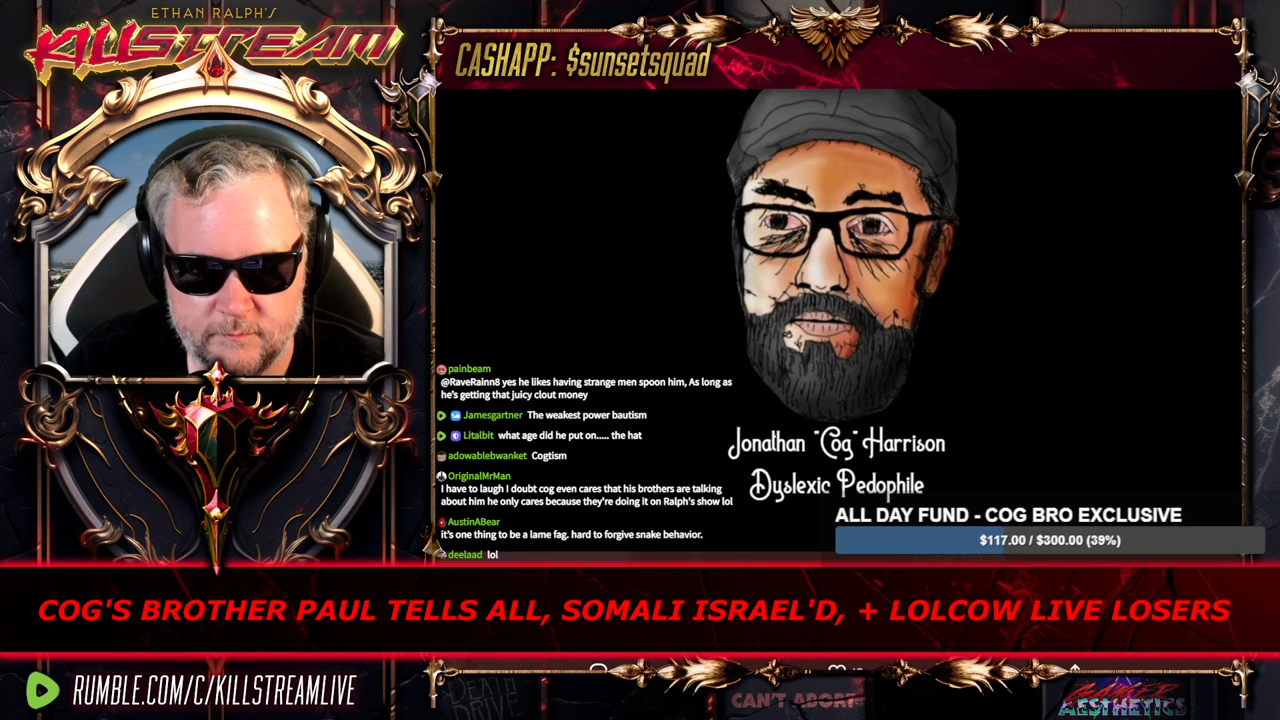 ETHAN RALPH'S
KILLSTREAM
CASHAPP: $sunsetsquad
painbeam
@RaveRainn8 yes he likes having strange men spoon him, As long as
he's getting that juicy clout money
Jamesgartner The weakest power bautism
Litalbit what age did he put on..... the hat
adowablebwanket Cogtism
OriginalMrMan
I have to laugh I doubt cog even cares that his brothers are talking
about him he only cares because they're doing it on Ralph's show lol
AustinABear
it's one thing to be a lame fag. hard to forgive snake behavior.
deelaad lol
Jonathan "Cog" Harrison
Dyslexic Pedophile
ALL DAY FUND - COG BRO EXCLUSIVE
$117.00 / $300.00 (39%)
COG'S BROTHER PAUL TELLS ALL, SOMALI ISRAEL'D, + LOLCOW LIVE LOSERS
RUMBLE.COM/C/KILLSTREAMLIVE
DEATH
DRIVE
CAN'T ABORT
AESTHETICS